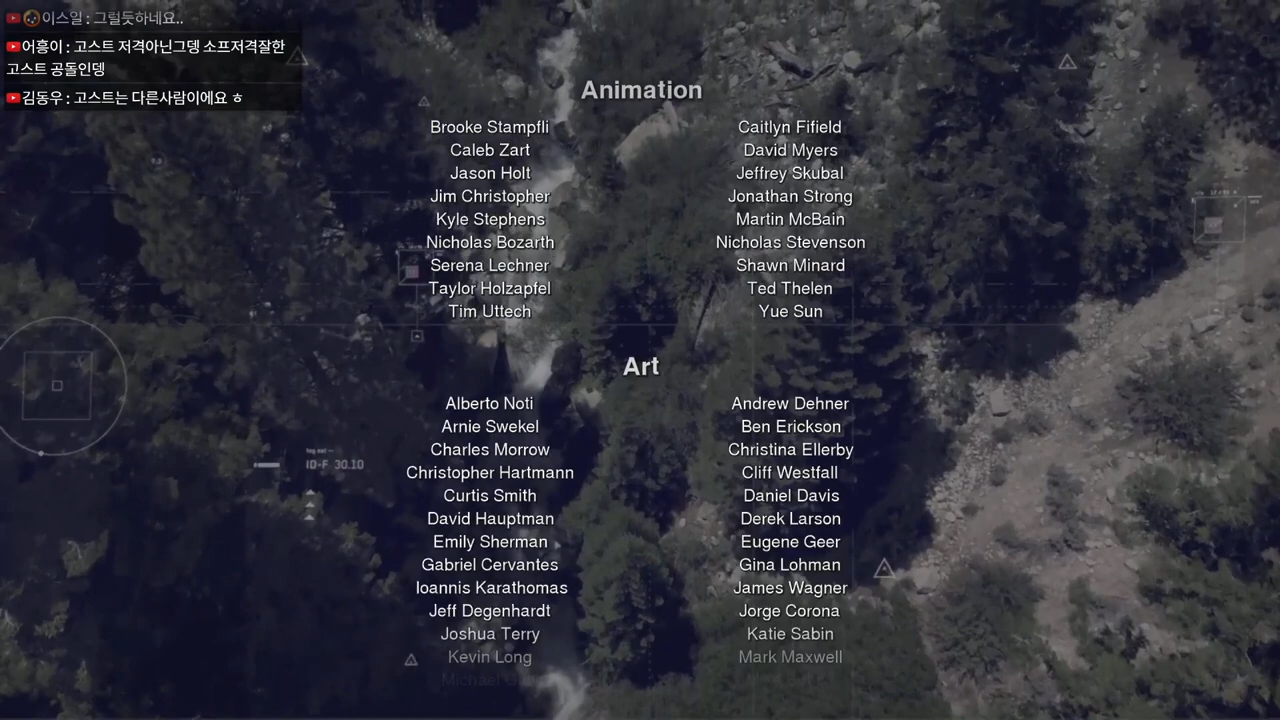 이스일 : 그럴듯하네요..
어흥이 : 고스트 저격아닌그뎅 소프저격잘한
고스트 공돌인뎅
김동우 : 고스트는 다른사람이에요 ㅎ
Animation
Brooke Stampfli Caitlyn Fifield
Caleb Zart David Myers
Jason Holt Jeffrey Skubal
Jim Christopher Jonathan Strong
Kyle Stephens Martin McBain
Nicholas Bozarth Nicholas Stevenson
Serena Lechner Shawn Minard
Taylor Holzapfel Ted Thelen
Tim Uttech Yue Sun
Art
Alberto Noti Andrew Dehner
Arnie Swekel Ben Erickson
Charles Morrow Christina Ellerby
Christopher Hartmann Cliff Westfall
Curtis Smith Daniel Davis
David Hauptman Derek Larson
Emily Sherman Eugene Geer
Gabriel Cervantes Gina Lohman
Ioannis Karathomas James Wagner
Jeff Degenhardt Jorge Corona
Joshua Terry Katie Sabin
Kevin Long Mark Maxwell
Michael
ID-F 30.10